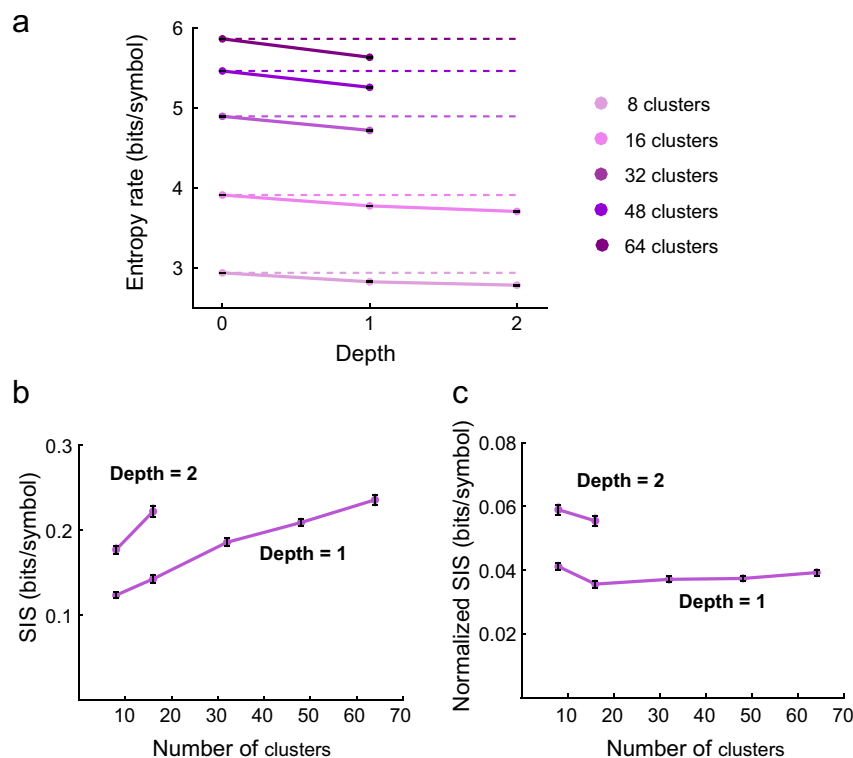 a
6
5
4
3
Entropy rate (bits/symbol)
0 1 2
Depth
8 clusters
16 clusters
32 clusters
48 clusters
64 clusters
b
0.3
0.2
0.1
SIS (bits/symbol)
Depth = 2
Depth = 1
10 20 30 40 50 60 70
Number of clusters
c
0.08
0.06
0.04
0.02
Normalized SIS (bits/symbol)
Depth = 2
Depth = 1
10 20 30 40 50 60 70
Number of clusters